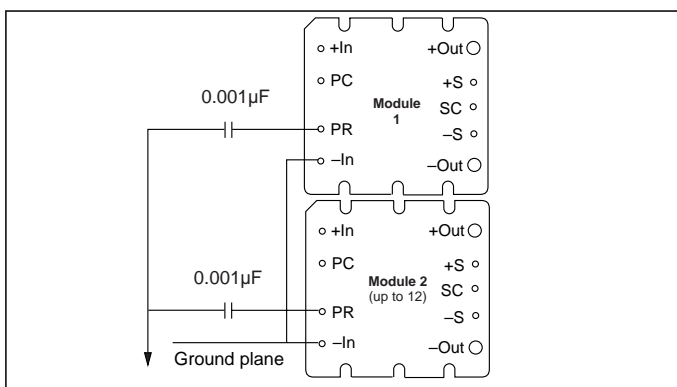 +In
+Out
PC
+S
0.001µF
Module
1
SC
PR
–S
–In
–Out
+In
+Out
PC
+S
0.001µF
Module 2
(up to 12)
SC
PR
–S
–In
–Out
Ground plane